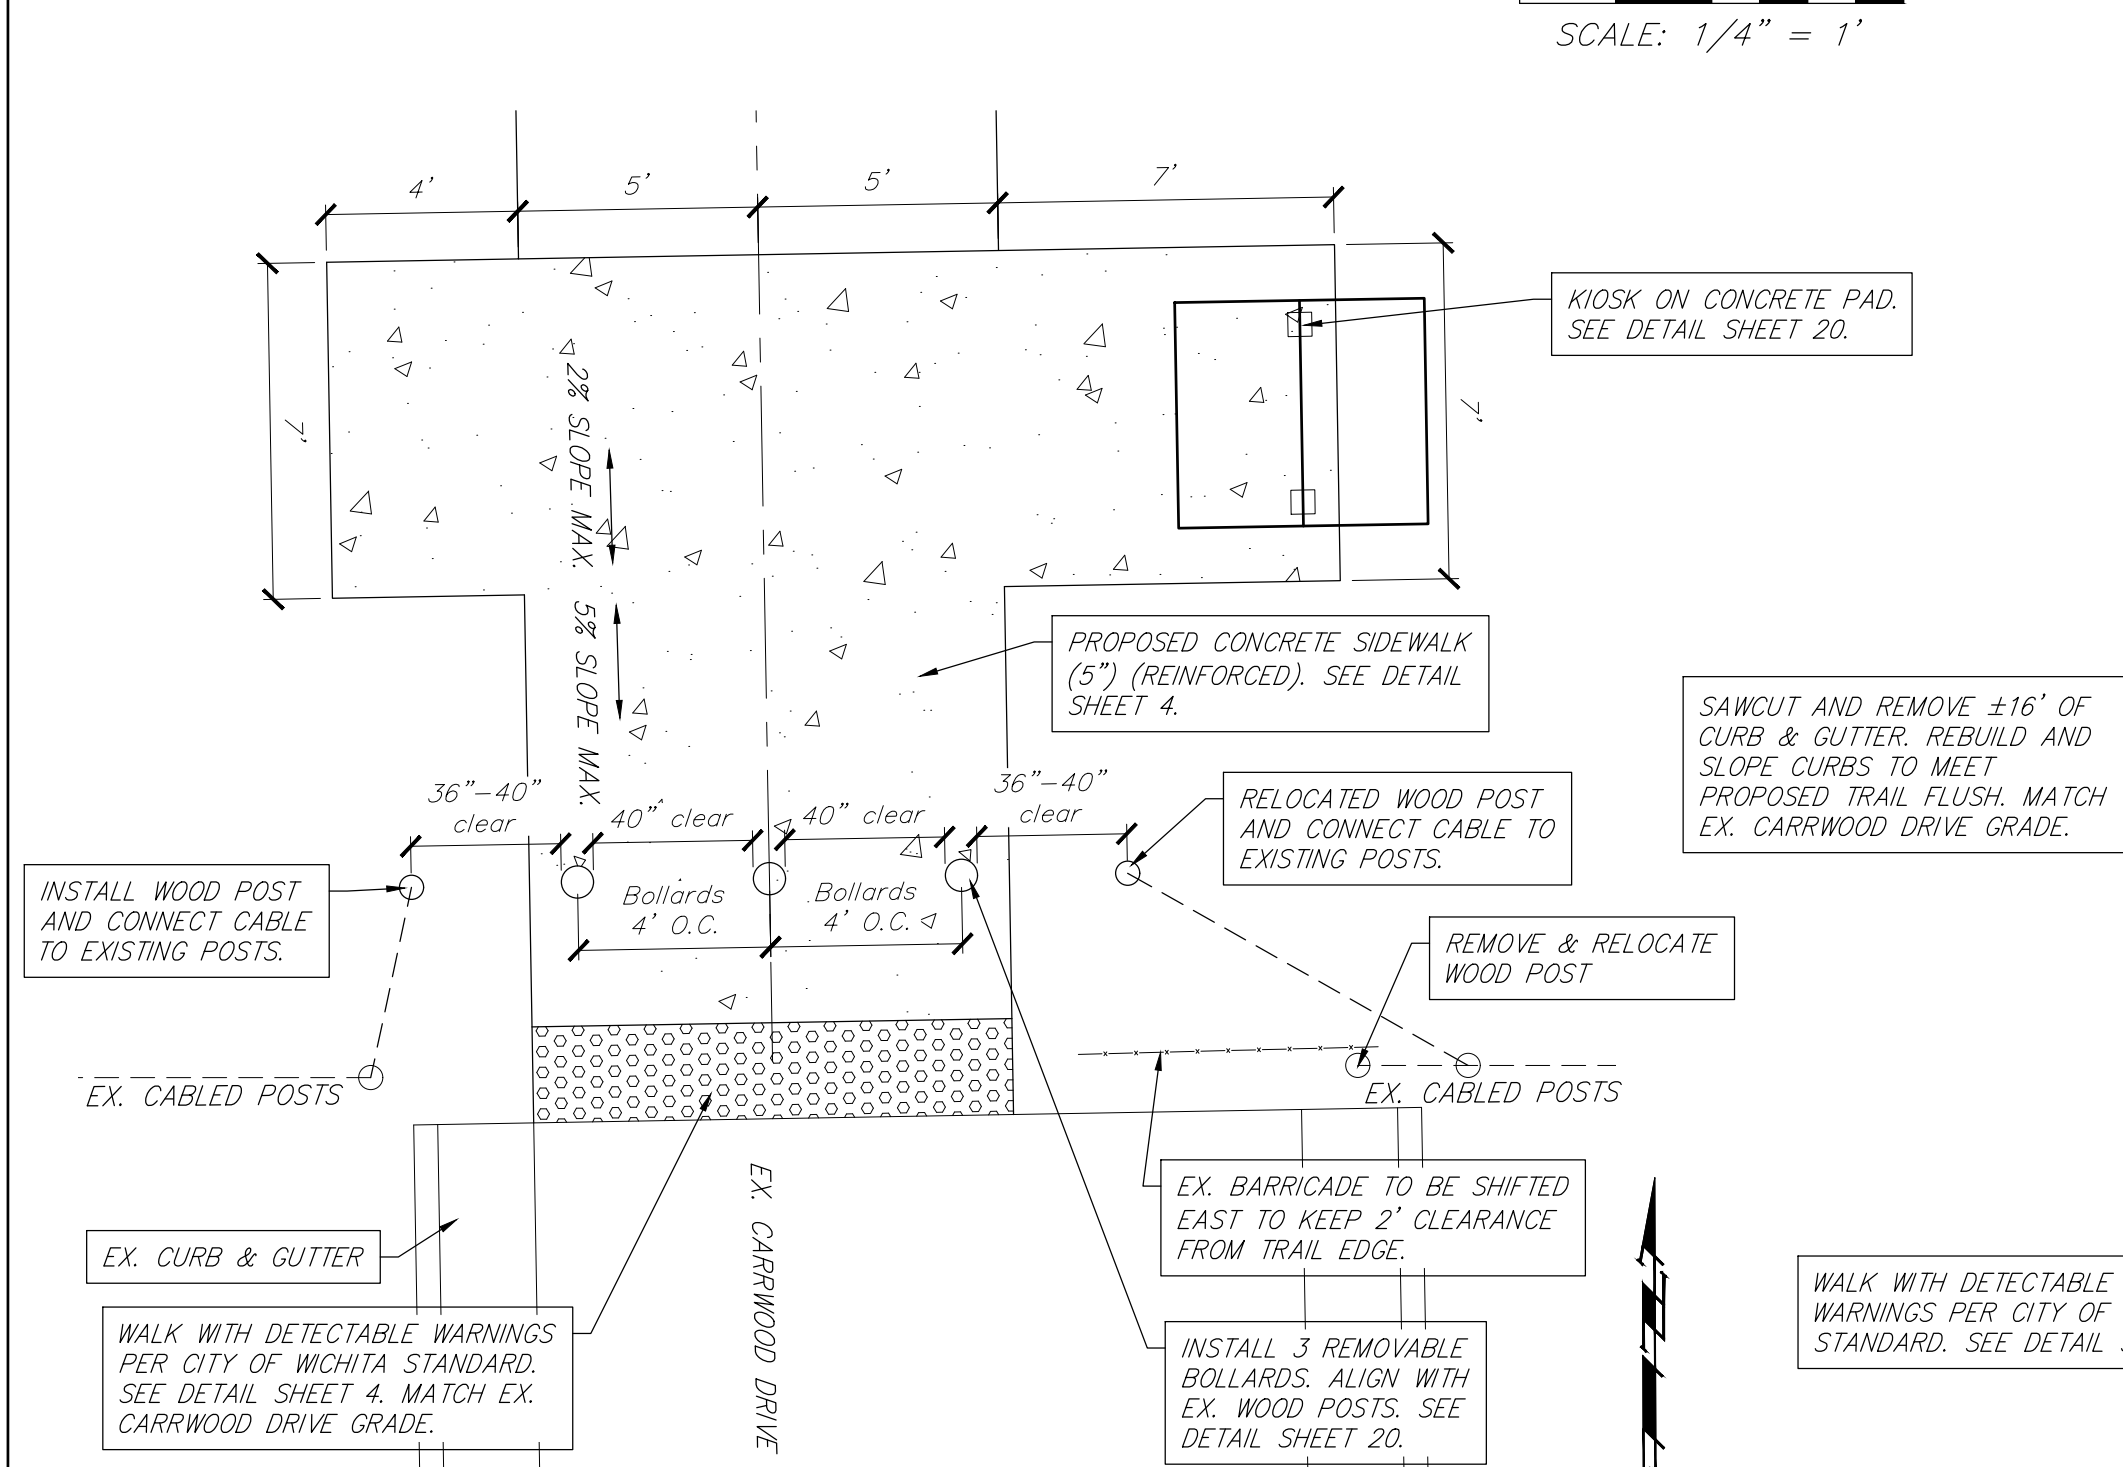 SCALE: 1/4" = 1'
4'
5'
5'
7'
7'
7'
KIOSK ON CONCRETE PAD.
SEE DETAIL SHEET 20.
2% SLOPE MAX.
5% SLOPE MAX.
PROPOSED CONCRETE SIDEWALK
(5") (REINFORCED). SEE DETAIL
SHEET 4.
SAWCUT AND REMOVE ±16' OF
CURB & GUTTER. REBUILD AND
SLOPE CURBS TO MEET
PROPOSED TRAIL FLUSH. MATCH
EX. CARRWOOD DRIVE GRADE.
36"-40"
clear
40" clear
40" clear
36"-40"
clear
RELOCATED WOOD POST
AND CONNECT CABLE TO
EXISTING POSTS.
INSTALL WOOD POST
AND CONNECT CABLE
TO EXISTING POSTS.
Bollards
4' O.C.
Bollards
4' O.C.
REMOVE & RELOCATE
WOOD POST
EX. CABLED POSTS
EX. CABLED POSTS
EX. CARRWOOD DRIVE
EX. BARRICADE TO BE SHIFTED
EAST TO KEEP 2' CLEARANCE
FROM TRAIL EDGE.
EX. CURB & GUTTER
WALK WITH DETECTABLE WARNINGS
PER CITY OF WICHITA STANDARD.
SEE DETAIL SHEET 4. MATCH EX.
CARRWOOD DRIVE GRADE.
INSTALL 3 REMOVABLE
BOLLARDS. ALIGN WITH
EX. WOOD POSTS. SEE
DETAIL SHEET 20.
WALK WITH DETECTABLE
WARNINGS PER CITY OF
STANDARD. SEE DETAIL